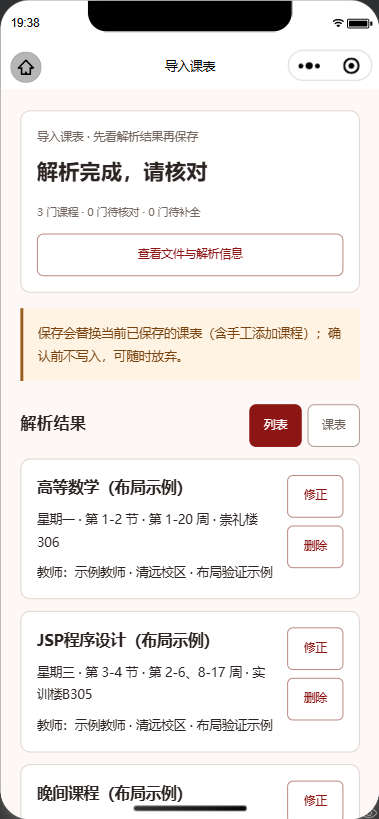 19:38
导入课表
导入课表 · 先看解析结果再保存
解析完成，请核对
3 门课程 · 0 门待核对 · 0 门待补全
查看文件与解析信息
保存会替换当前已保存的课表（含手工添加课程）；确
认前不写入，可随时放弃。
解析结果
列表
课表
高等数学（布局示例）
修正
星期一 · 第 1-2 节 · 第 1-20 周 · 崇礼楼
306
删除
教师：示例教师 · 清远校区 · 布局验证示例
JSP程序设计（布局示例）
修正
星期三 · 第 3-4 节 · 第 2-6、8-17 周 · 实
训楼B305
删除
教师：示例教师 · 清远校区 · 布局验证示例
晚间课程（布局示例）
修正